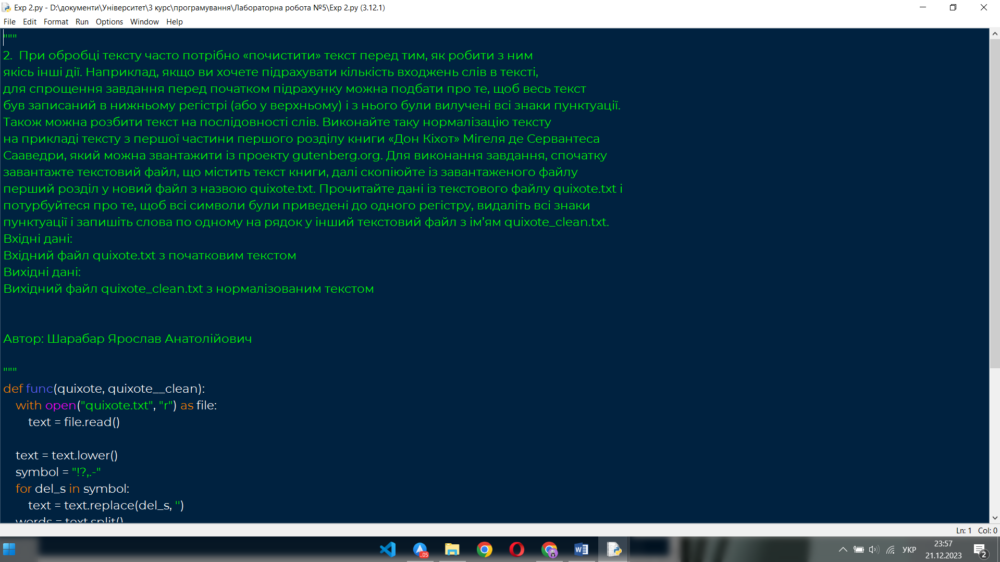 Exp 2.py - D:\документи\Університет\3 курс\програмування\Лабораторна робота №5\Exp 2.py (3.12.1)
File Edit Format Run Options Window Help
"""
2.  При обробці тексту часто потрібно «почистити» текст перед тим, як робити з ним
якісь інші дії. Наприклад, якщо ви хочете підрахувати кількість входжень слів в тексті,
для спрощення завдання перед початком підрахунку можна подбати про те, щоб весь текст
був записаний в нижньому регістрі (або у верхньому) і з нього були вилучені всі знаки пунктуації.
Також можна розбити текст на послідовності слів. Виконайте таку нормалізацію тексту
на прикладі тексту з першої частини першого розділу книги «Дон Кіхот» Мігеля де Сервантеса
Сааведри, який можна звантажити із проекту gutenberg.org. Для виконання завдання, спочатку
завантажте текстовий файл, що містить текст книги, далі скопіюйте із завантаженого файлу
перший розділ у новий файл з назвою quixote.txt. Прочитайте дані із текстового файлу quixote.txt і
потурбуйтеся про те, щоб всі символи були приведені до одного регістру, видаліть всі знаки
пунктуації і запишіть слова по одному на рядок у інший текстовий файл з ім’ям quixote_clean.txt.
Вхідні дані:
Вхідний файл quixote.txt з початковим текстом
Вихідні дані:
Вихідний файл quixote_clean.txt з нормалізованим текстом
Автор: Шарабар Ярослав Анатолійович
"""
def func(quixote, quixote__clean):
with open("quixote.txt", "r") as file:
text = file.read()
text = text.lower()
symbol = "!?,.-"
for del_s in symbol:
text = text.replace(del_s, '')
words = text.split()
Ln: 1 Col: 0
..05
УКР
23:57
21.12.2023
2